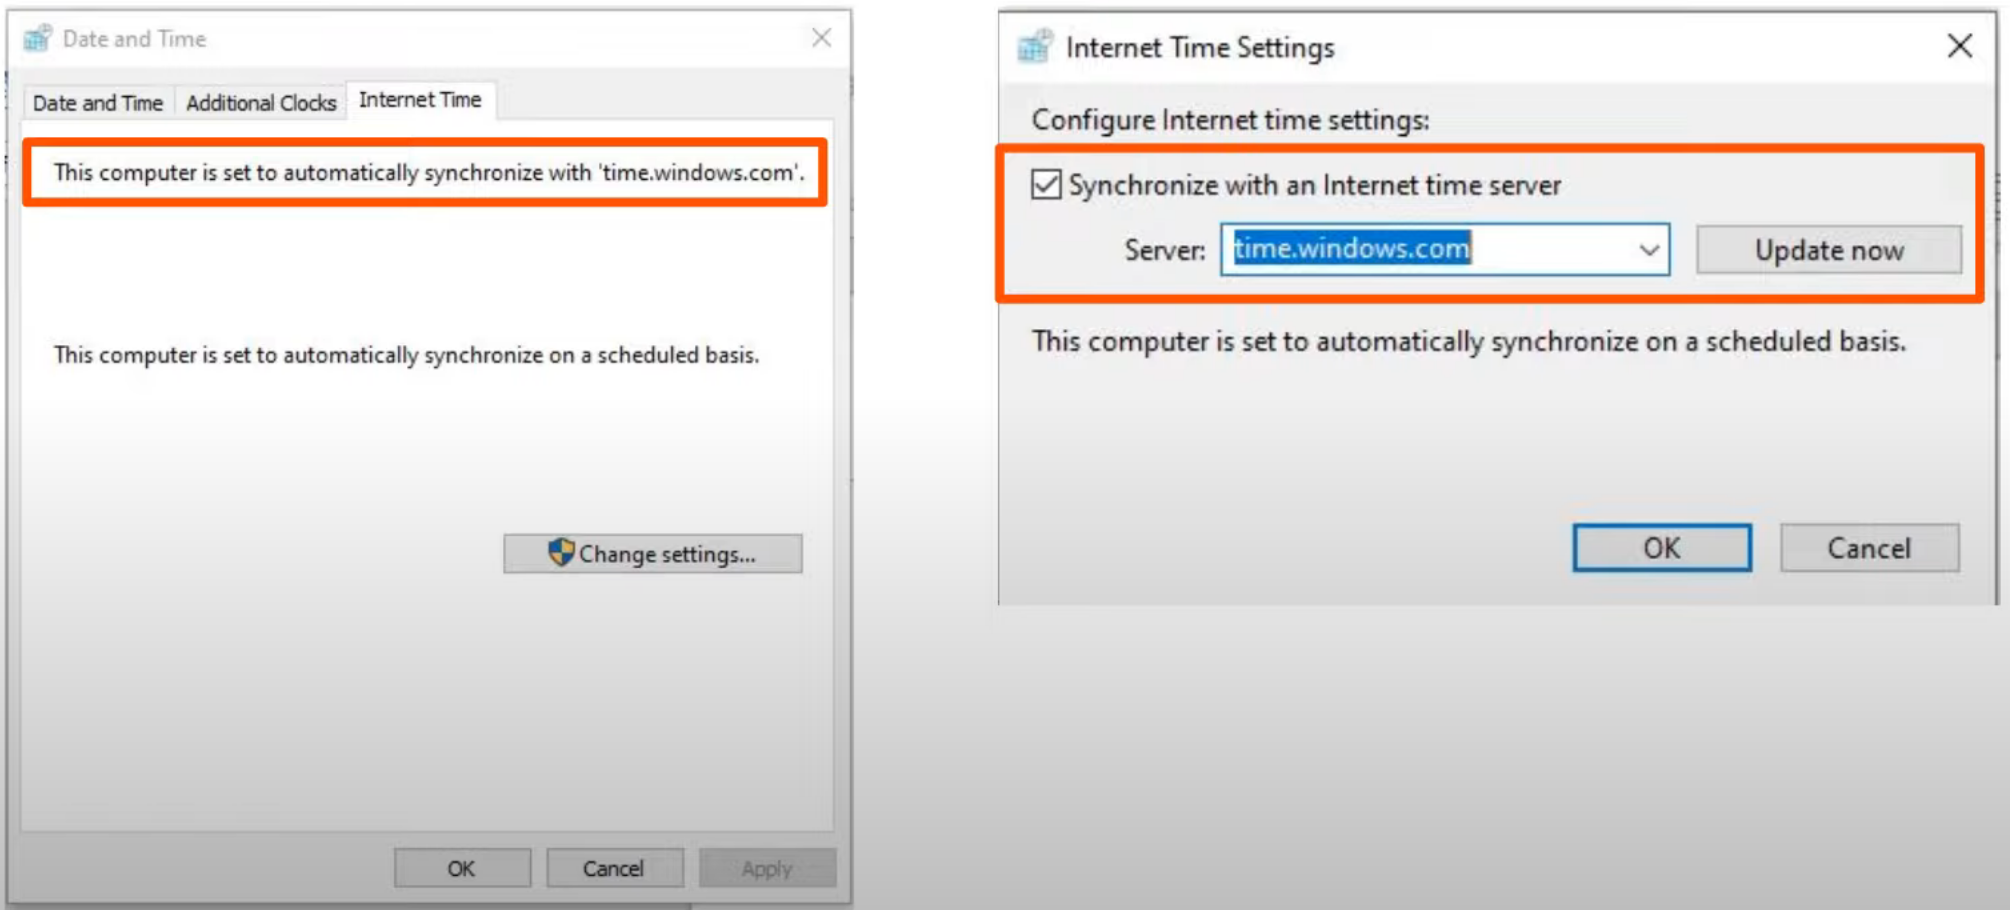 Date and Time
Date and Time
Additional Clocks
Internet Time
This computer is set to automatically synchronize with 'time.windows.com'.
This computer is set to automatically synchronize on a scheduled basis.
Change settings...
OK
Cancel
Apply
Internet Time Settings
Configure Internet time settings:
Synchronize with an Internet time server
Server:
time.windows.com
Update now
This computer is set to automatically synchronize on a scheduled basis.
OK
Cancel